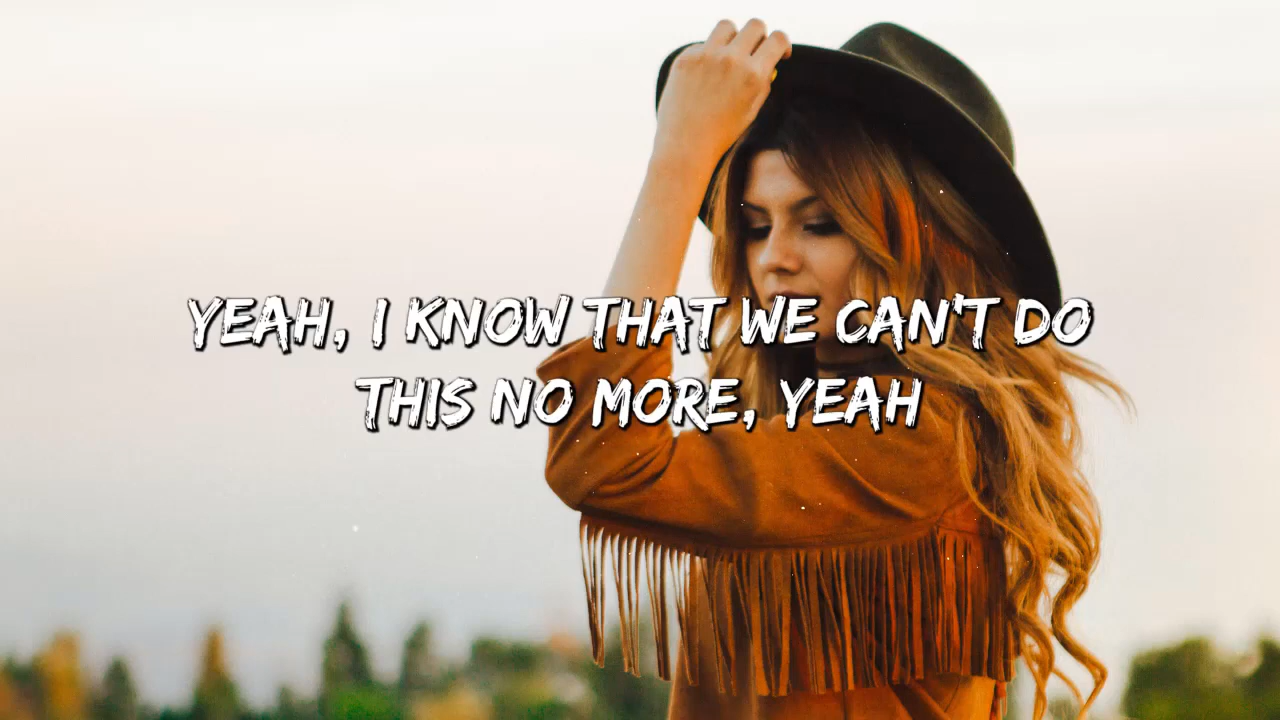 YEAH, I KNOW THAT WE CAN'T DO
THIS NO MORE, YEAH